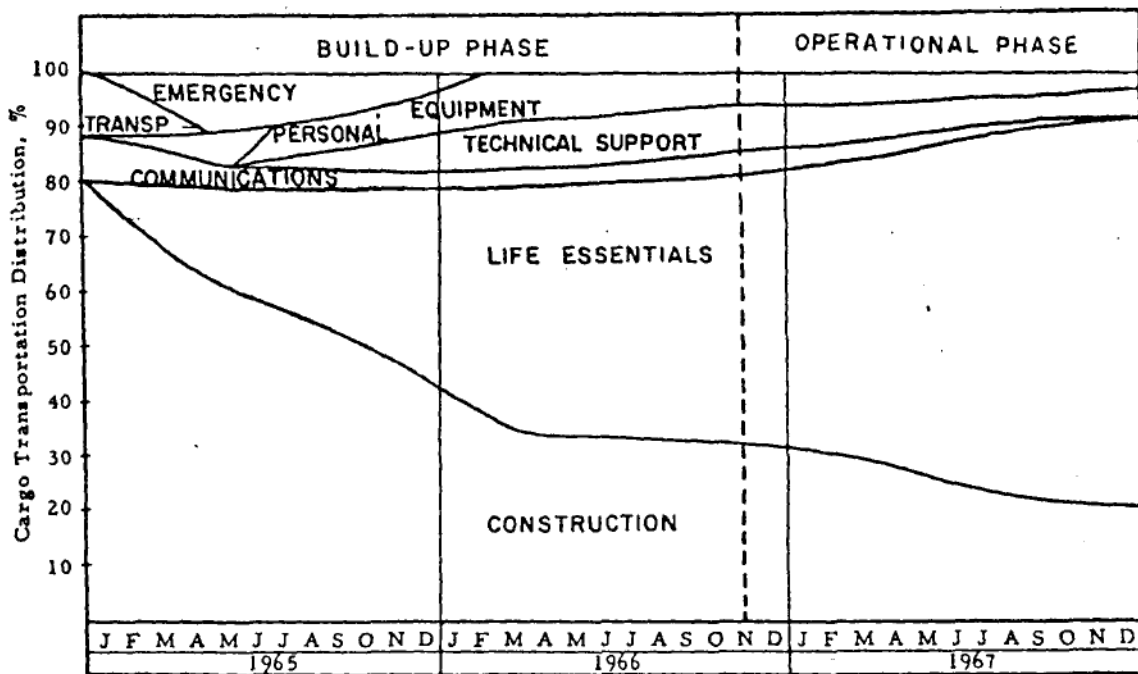 BUILD-UP PHASE
OPERATIONAL PHASE
Cargo Transportation Distribution, %
100
90
80
70
60
50
40
30
20
10
EMERGENCY
TRANSP
PERSONAL
EQUIPMENT
TECHNICAL SUPPORT
COMMUNICATIONS
LIFE ESSENTIALS
CONSTRUCTION
J F M A M J J A S O N D J F M A M J J A S O N D J F M A M J J A S O N D
1965 1966 1967